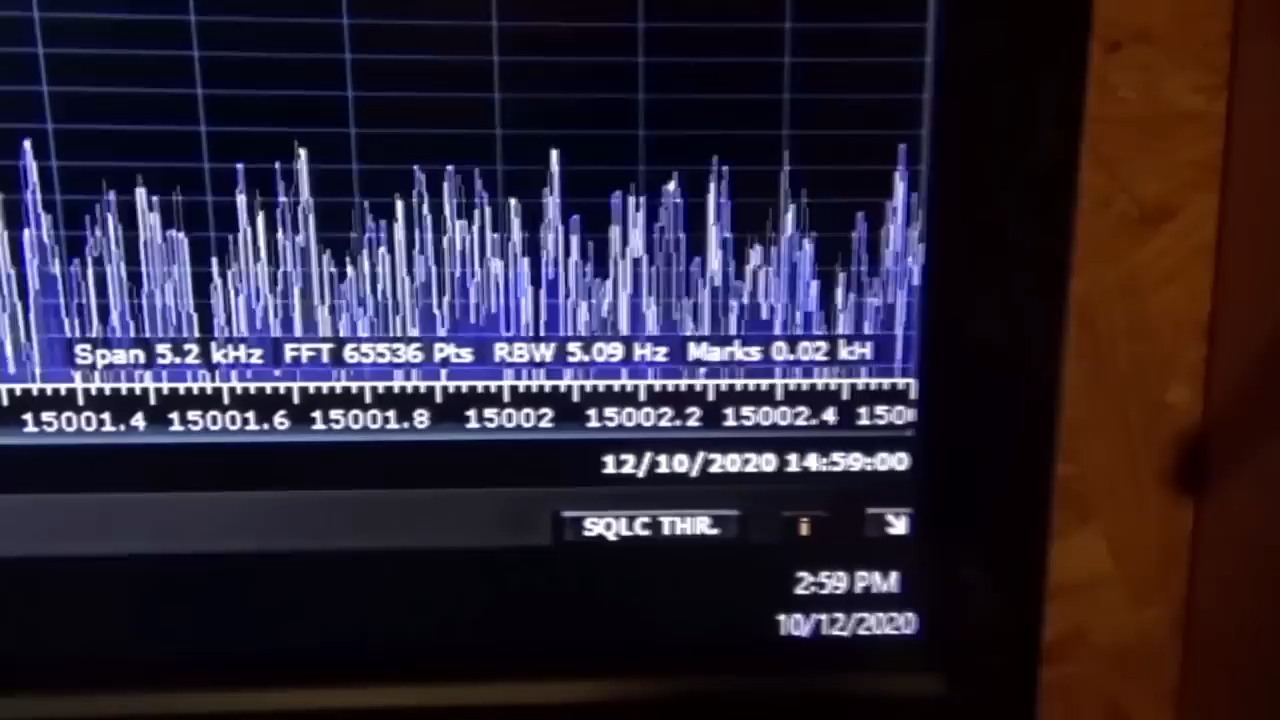 Span 5.2 kHz FFT 65536 Pts RBW 5.09 Hz Marks 0.02 kH
15001.4 15001.6 15001.8 15002 15002.2 15002.4 150
12/10/2020 14:59:00
SQLC THR. i
2:59 PM
10/12/2020